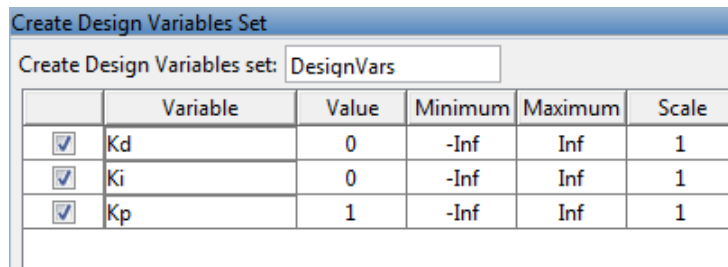 Create Design Variables Set
Create Design Variables set: DesignVars
Variable Value Minimum Maximum Scale
Kd 0 -Inf Inf 1
Ki 0 -Inf Inf 1
Kp 1 -Inf Inf 1